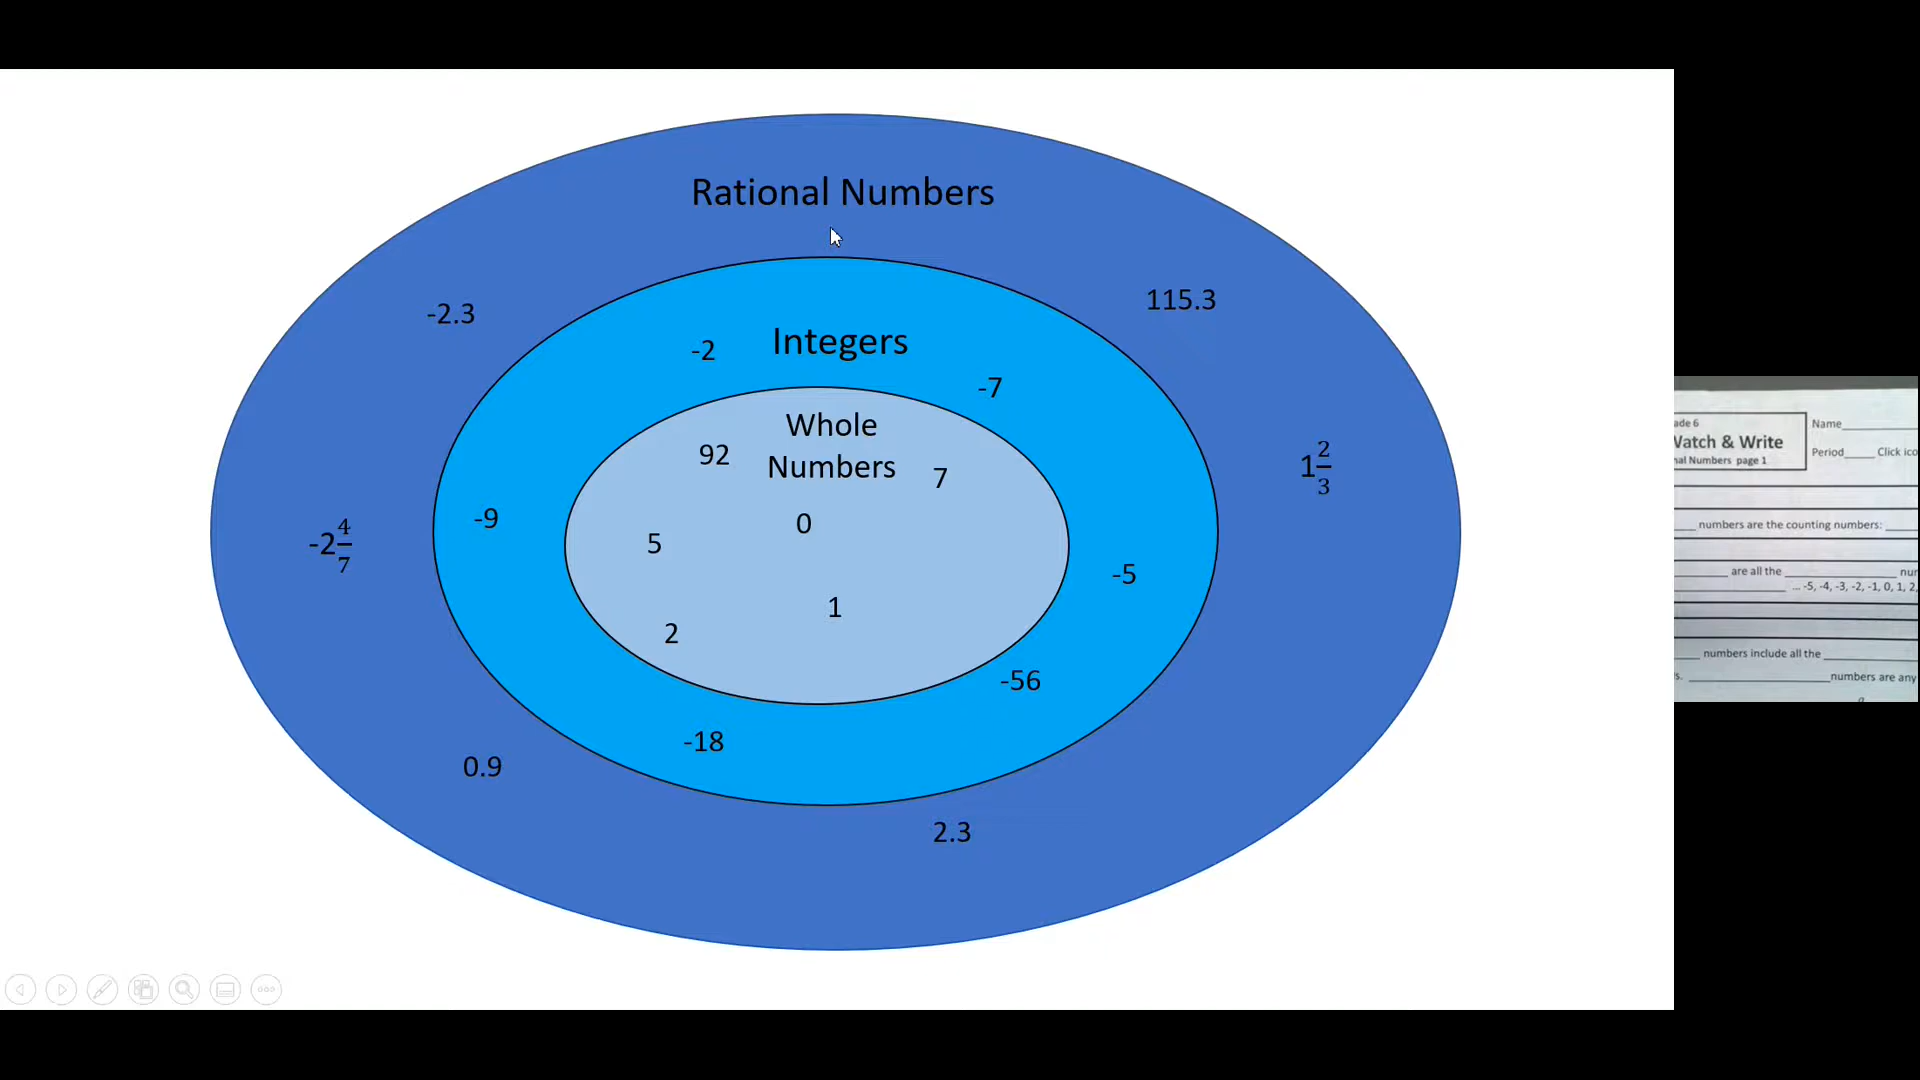 Rational Numbers
-2.3
115.3
Integers
-2
-7
Whole
Numbers
92
7
1 2/3
-9
0
-2 4/7
5
-5
1
2
-56
-18
0.9
2.3
ade 6
Watch & Write
nal Numbers page 1
Name
Period Click ico
numbers are the counting numbers:
are all the nur
... -5, -4, -3, -2, -1, 0, 1, 2,
numbers include all the
s. numbers are any